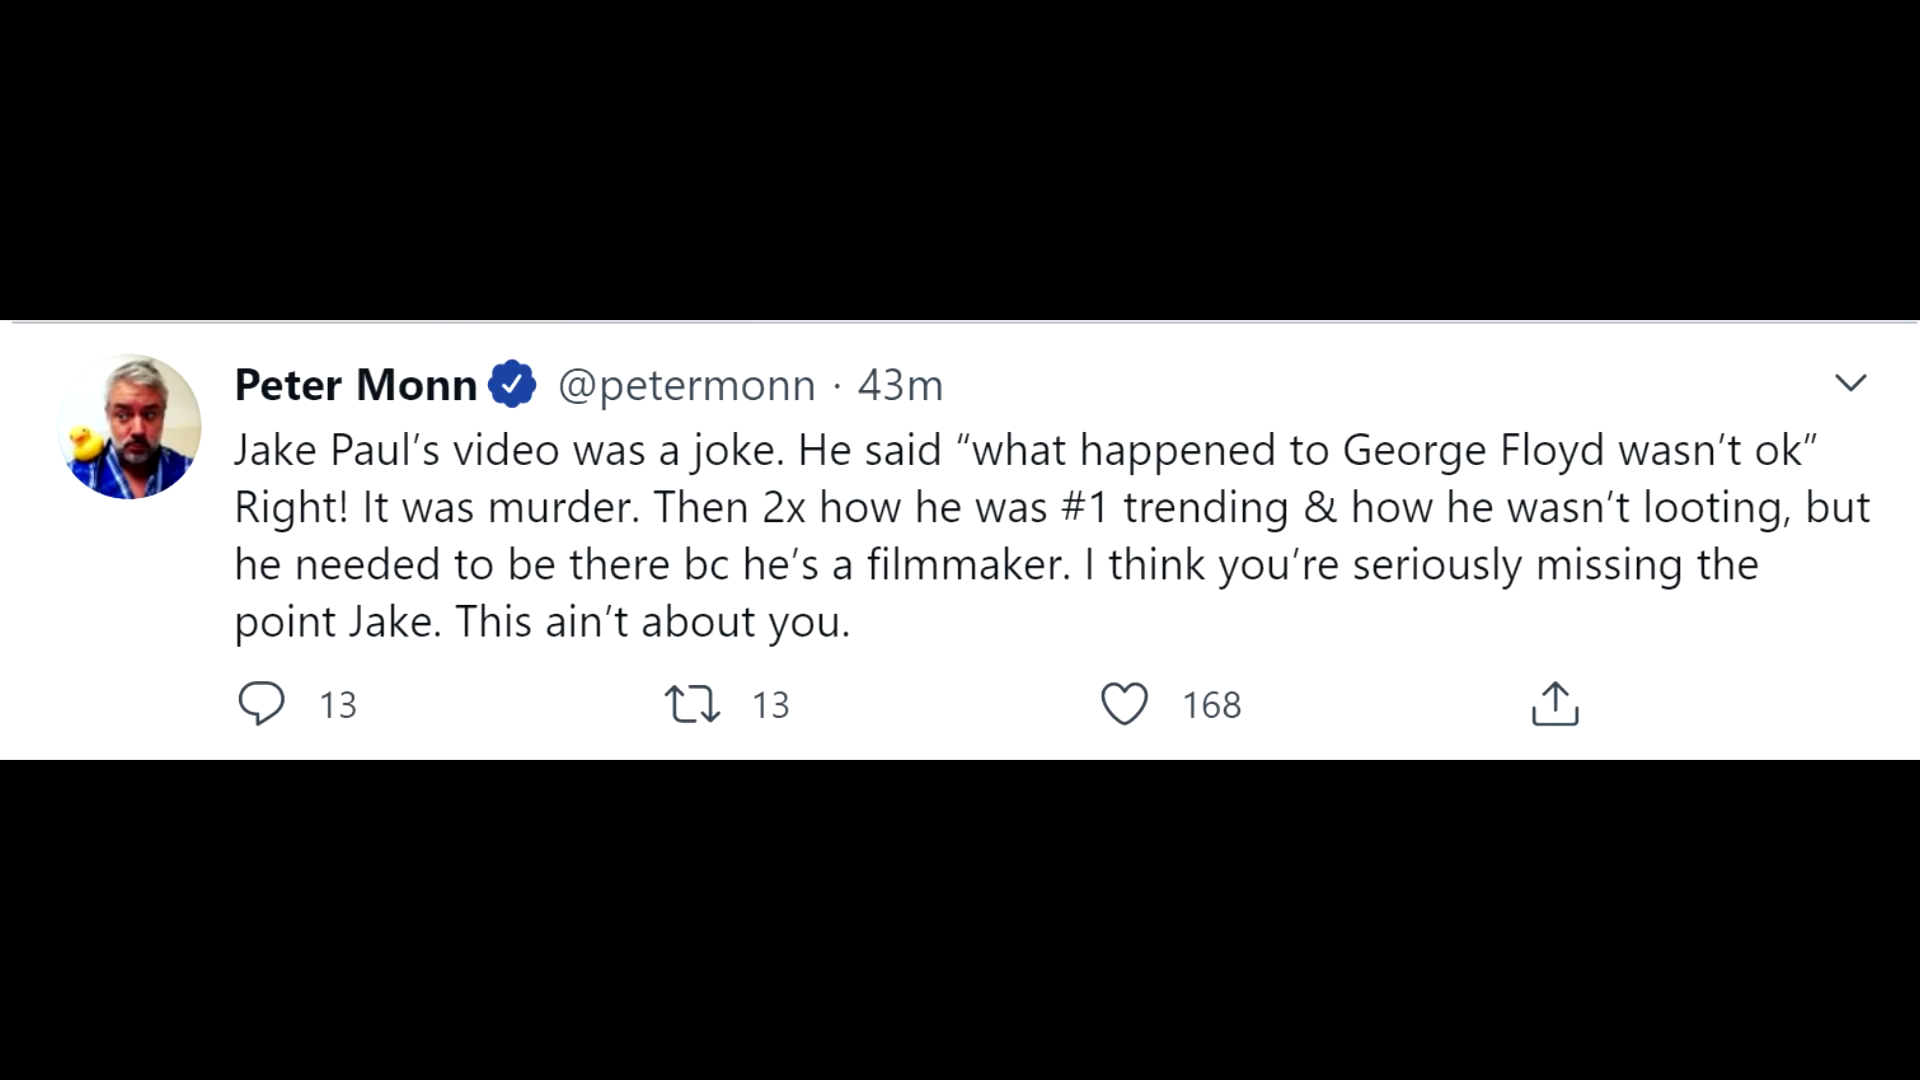 Peter Monn @petermonn · 43m
Jake Paul’s video was a joke. He said “what happened to George Floyd wasn’t ok”
Right! It was murder. Then 2x how he was #1 trending & how he wasn’t looting, but
he needed to be there bc he’s a filmmaker. I think you’re seriously missing the
point Jake. This ain’t about you.
13 13 168